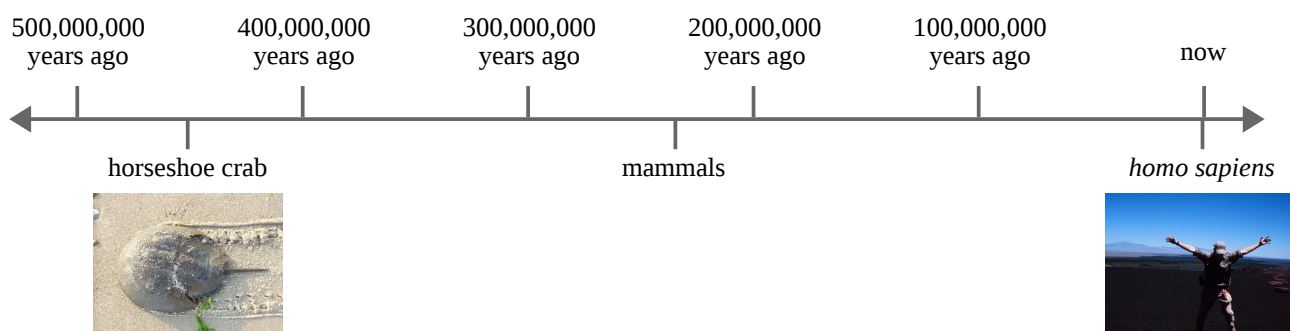 500,000,000
years ago
400,000,000
years ago
300,000,000
years ago
200,000,000
years ago
100,000,000
years ago
now
horseshoe crab
mammals
homo sapiens